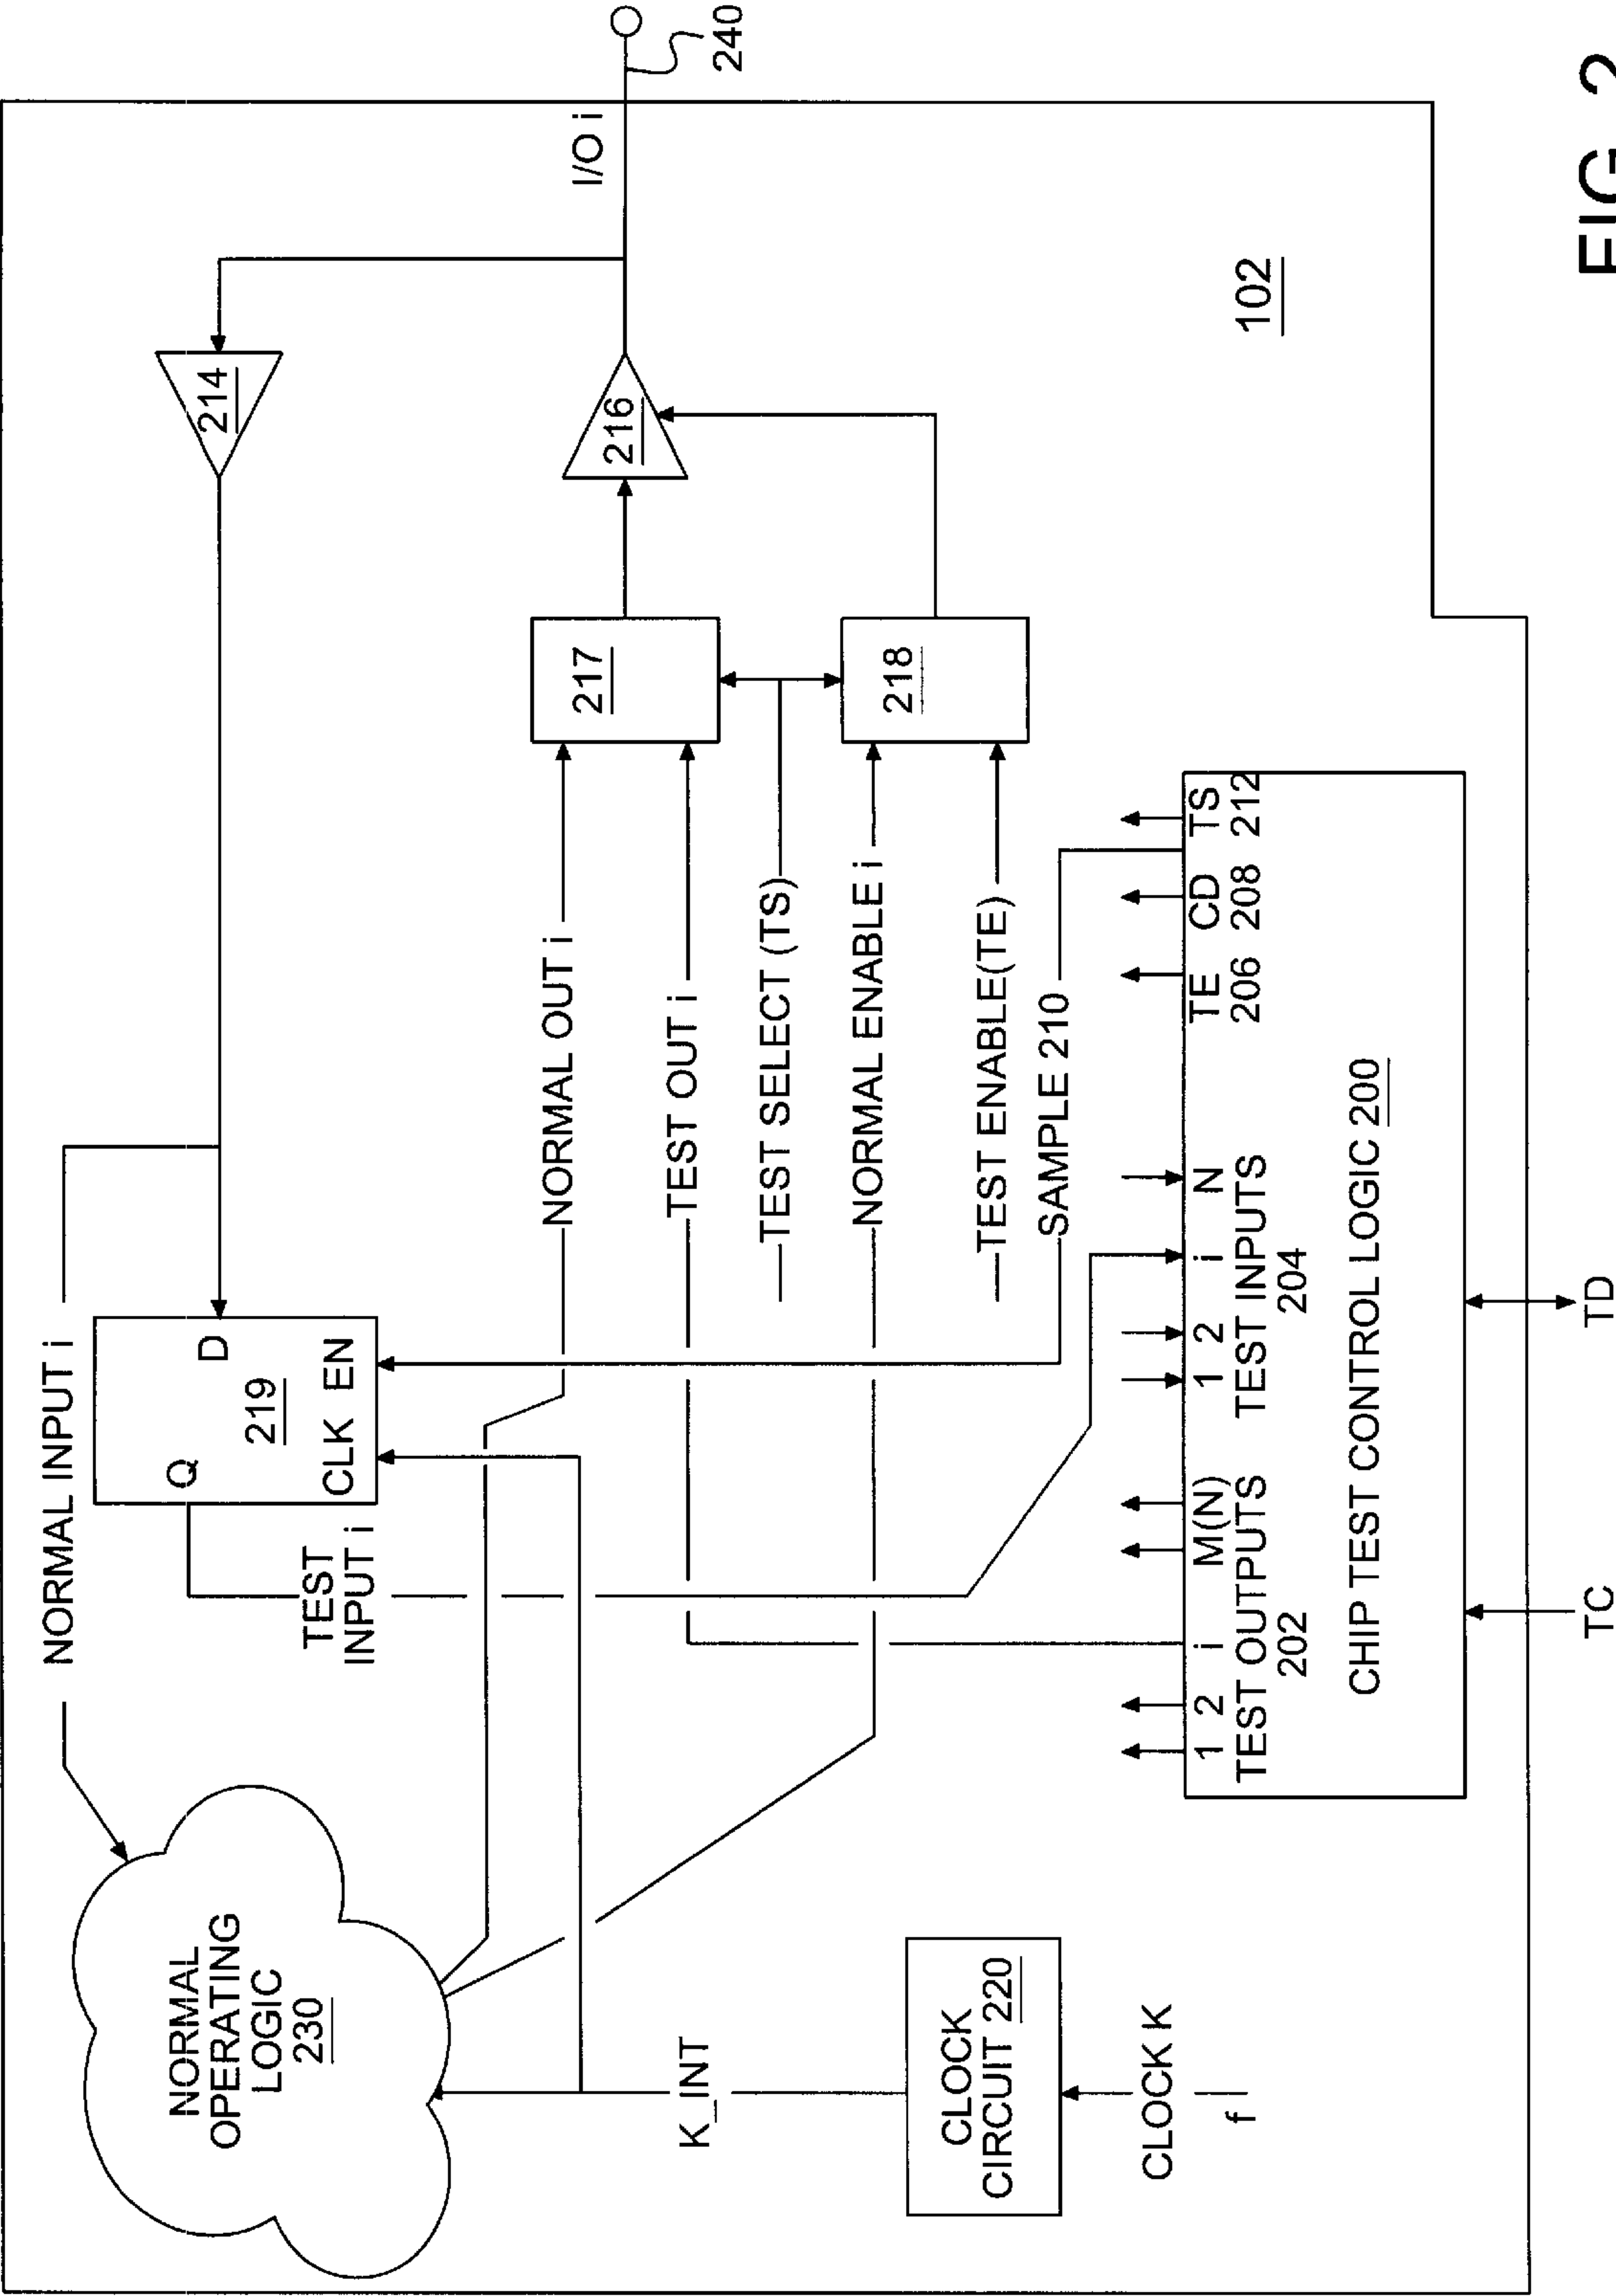 NORMAL INPUT i
NORMAL
OPERATING
LOGIC
230
Q
D
219
CLK EN
TEST
INPUT i
214
NORMAL OUT i
TEST OUT i
TEST SELECT (TS)
NORMAL ENABLE i
TEST ENABLE(TE)
SAMPLE 210
217
218
216
I/O i
240
K_INT
CLOCK
CIRCUIT 220
CLOCK K
f
1 2 i M(N)
TEST OUTPUTS
202
1 2 i N
TEST INPUTS
204
TE CD TS
206 208 212
CHIP TEST CONTROL LOGIC 200
102
TC
TD
FIG. 2